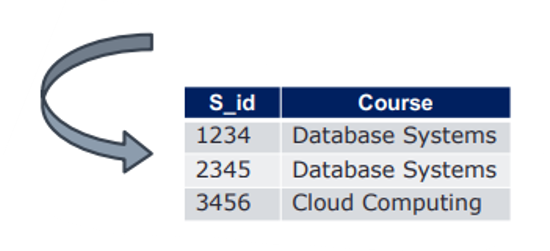 S_id Course
1234 Database Systems
2345 Database Systems
3456 Cloud Computing